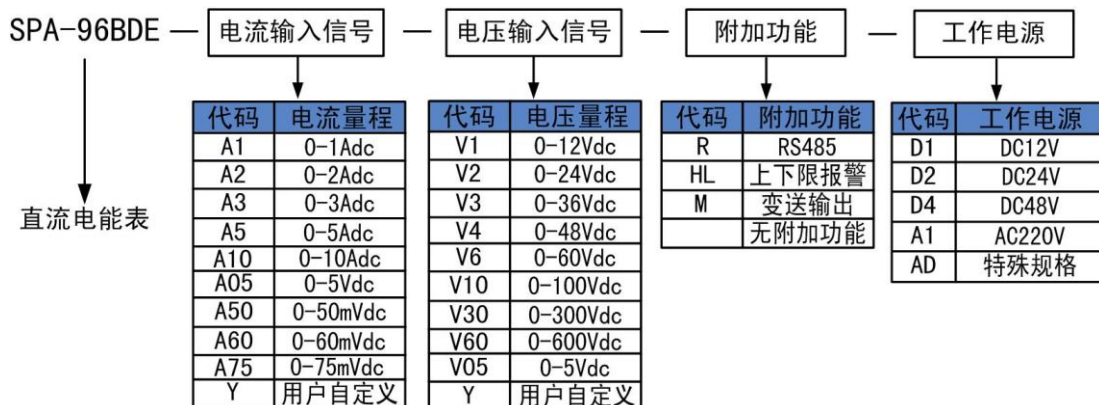 SPA-96BDE — 电流输入信号 — 电压输入信号 — 附加功能 — 工作电源
直流电能表
代码 电流量程
A1 0-1Adc
A2 0-2Adc
A3 0-3Adc
A5 0-5Adc
A10 0-10Adc
A05 0-5Vdc
A50 0-50mVdc
A60 0-60mVdc
A75 0-75mVdc
Y 用户自定义
代码 电压量程
V1 0-12Vdc
V2 0-24Vdc
V3 0-36Vdc
V4 0-48Vdc
V6 0-60Vdc
V10 0-100Vdc
V30 0-300Vdc
V60 0-600Vdc
V05 0-5Vdc
Y 用户自定义
代码 附加功能
R RS485
HL 上下限报警
M 变送输出
无附加功能
代码 工作电源
D1 DC12V
D2 DC24V
D4 DC48V
A1 AC220V
AD 特殊规格